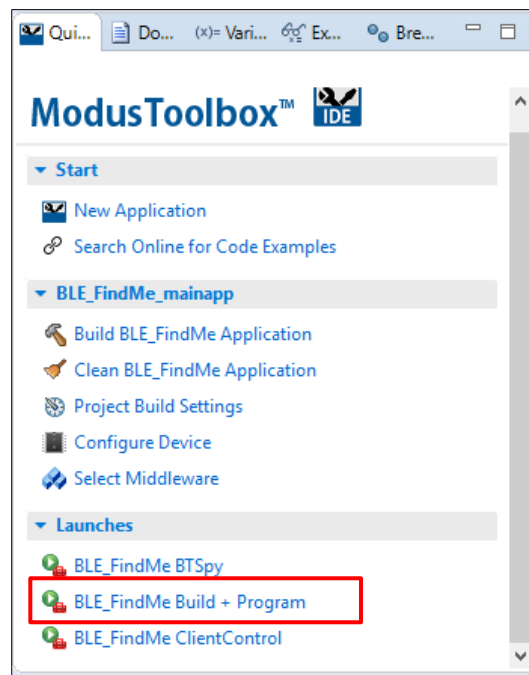 Qui... Do... (x)= Vari... Ex... Bre...
ModusToolbox™ IDE
Start
New Application
Search Online for Code Examples
BLE_FindMe_mainapp
Build BLE_FindMe Application
Clean BLE_FindMe Application
Project Build Settings
Configure Device
Select Middleware
Launches
BLE_FindMe BTSpy
BLE_FindMe Build + Program
BLE_FindMe ClientControl